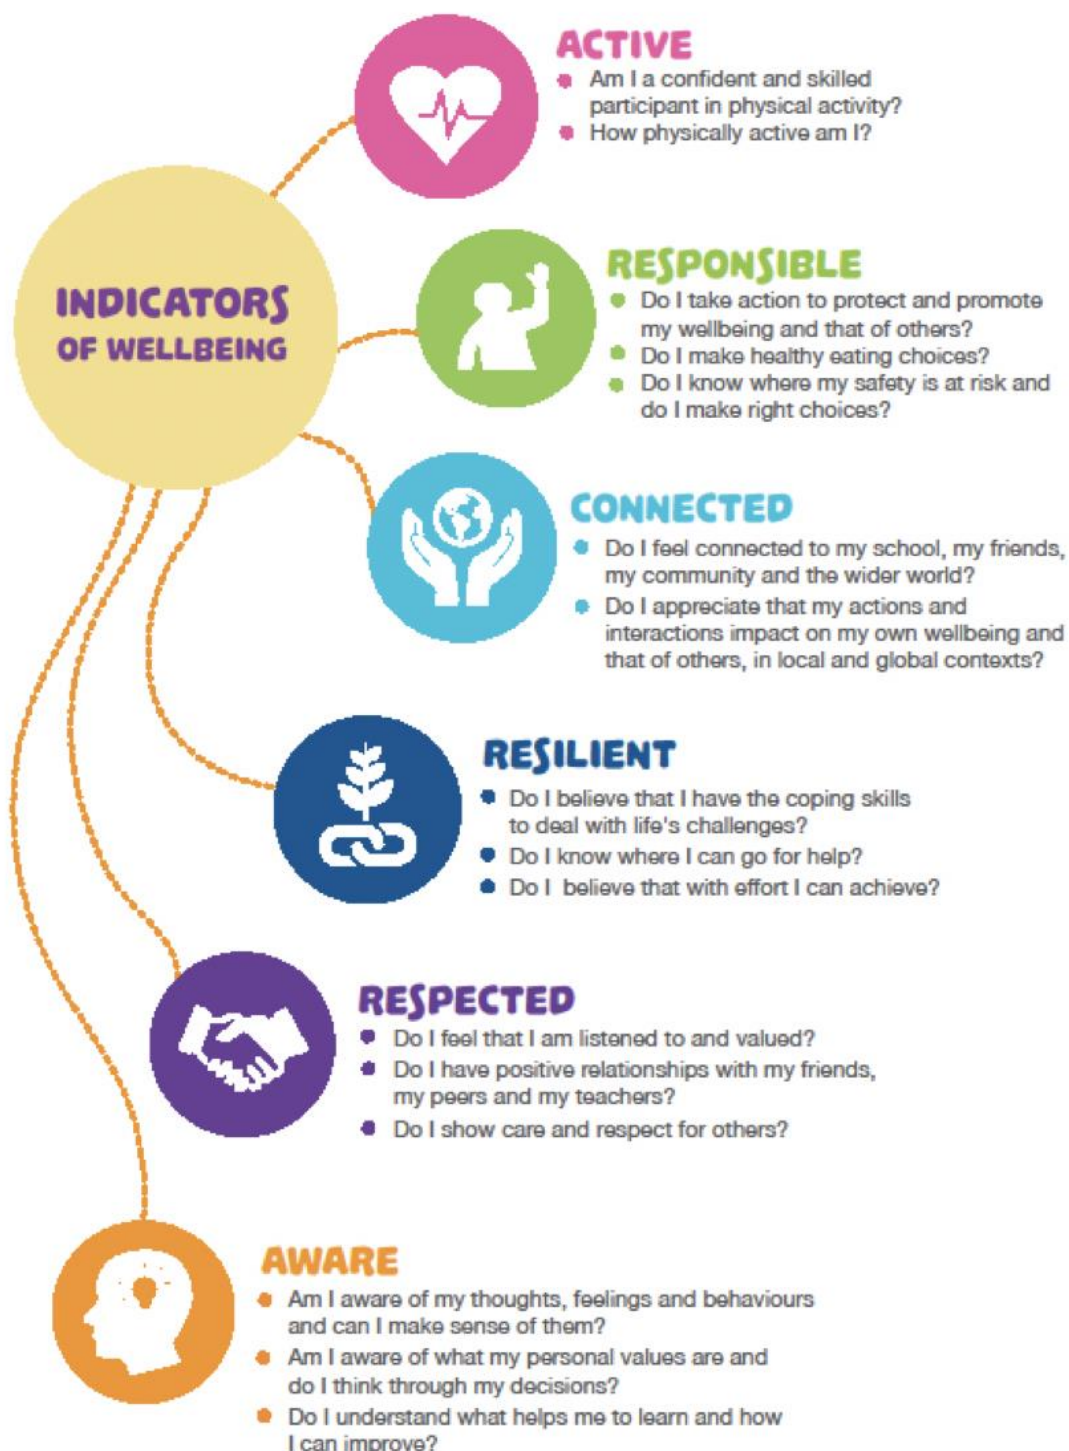 ACTIVE
Am I a confident and skilled
participant in physical activity?
How physically active am I?
INDICATORS
OF WELLBEING
RESPONSIBLE
Do I take action to protect and promote
my wellbeing and that of others?
Do I make healthy eating choices?
Do I know where my safety is at risk and
do I make right choices?
CONNECTED
Do I feel connected to my school, my friends,
my community and the wider world?
Do I appreciate that my actions and
interactions impact on my own wellbeing and
that of others, in local and global contexts?
RESILIENT
Do I believe that I have the coping skills
to deal with life's challenges?
Do I know where I can go for help?
Do I believe that with effort I can achieve?
RESPECTED
Do I feel that I am listened to and valued?
Do I have positive relationships with my friends,
my peers and my teachers?
Do I show care and respect for others?
AWARE
Am I aware of my thoughts, feelings and behaviours
and can I make sense of them?
Am I aware of what my personal values are and
do I think through my decisions?
Do I understand what helps me to learn and how
I can improve?